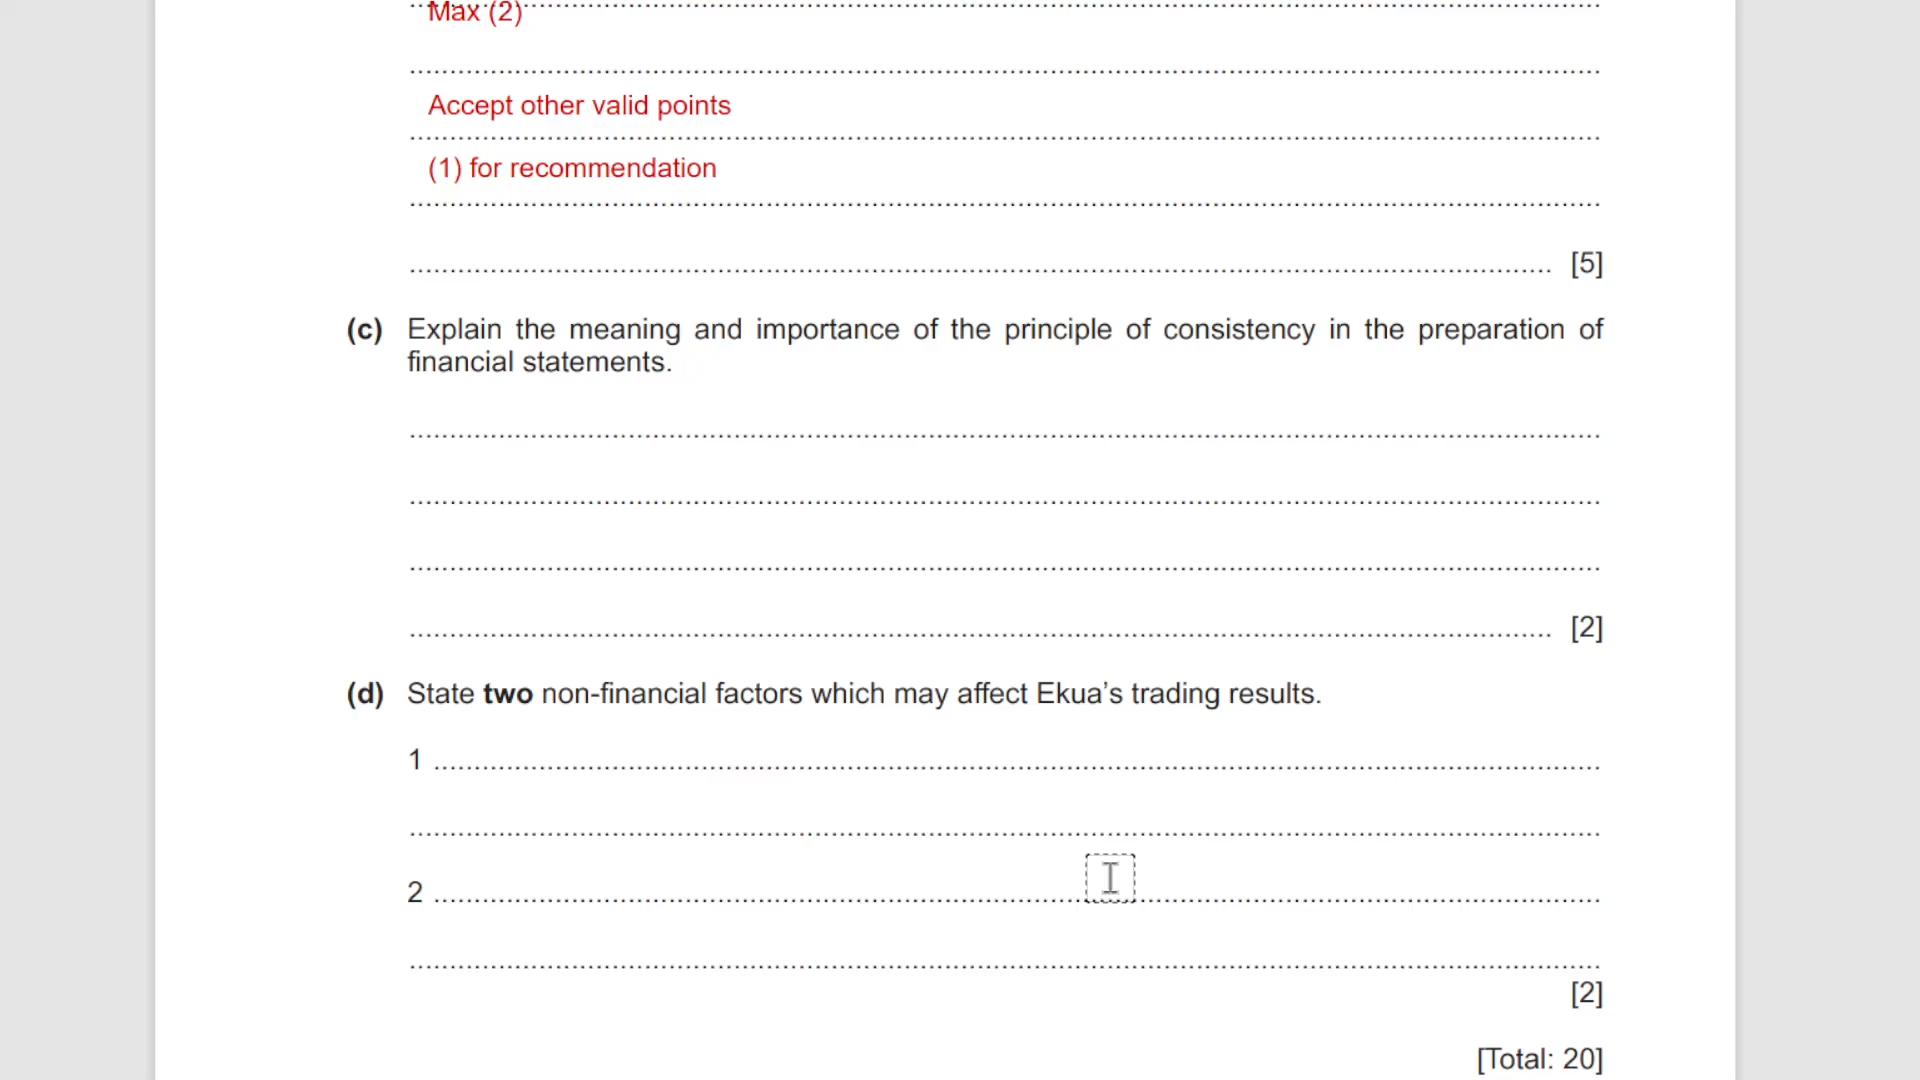 Max (2)
Accept other valid points
(1) for recommendation
[5]
(c) Explain the meaning and importance of the principle of consistency in the preparation of
financial statements.
[2]
(d) State two non-financial factors which may affect Ekua’s trading results.
1
2
[2]
[Total: 20]